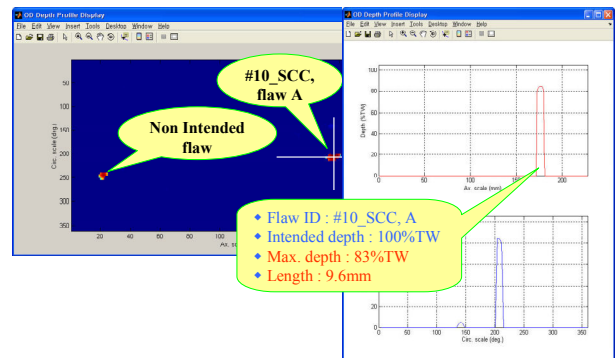 OD Depth Profile Display
File Edit View Insert Tools Desktop Window Help
50
100
150
200
250
300
350
Circ. scale (deg.)
20
40
60
80
100
120
140
Ax. s
#10_SCC,
flaw A
Non Intended
flaw
OD Depth Profile Display
File Edit View Insert Tools Desktop Window Help
100
80
60
40
20
0
Depth (%TW)
0
50
100
150
200
Ax. scale (mm)
◆ Flaw ID : #10_SCC, A
◆ Intended depth : 100%TW
◆ Max. depth : 83%TW
◆ Length : 9.6mm
20
0
0
50
100
150
200
250
300
350
Circ. scale (deg.)